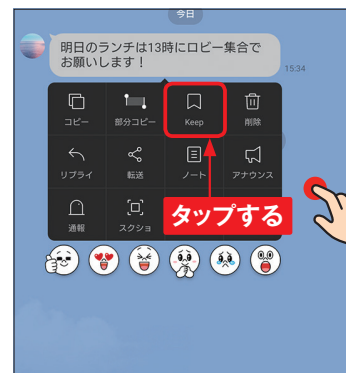 今日
明日のランチは13時にロビー集合で
お願いします！
15:34
コピー
部分コピー
Keep
削除
リプライ
転送
ノート
アナウンス
通報
スクショ
タップする